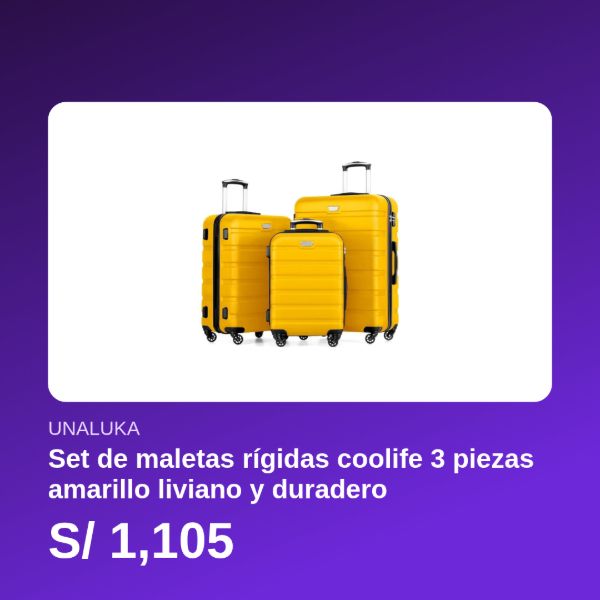 UNALUKA
Set de maletas rígidas coolife 3 piezas
amarillo liviano y duradero
S/ 1,105